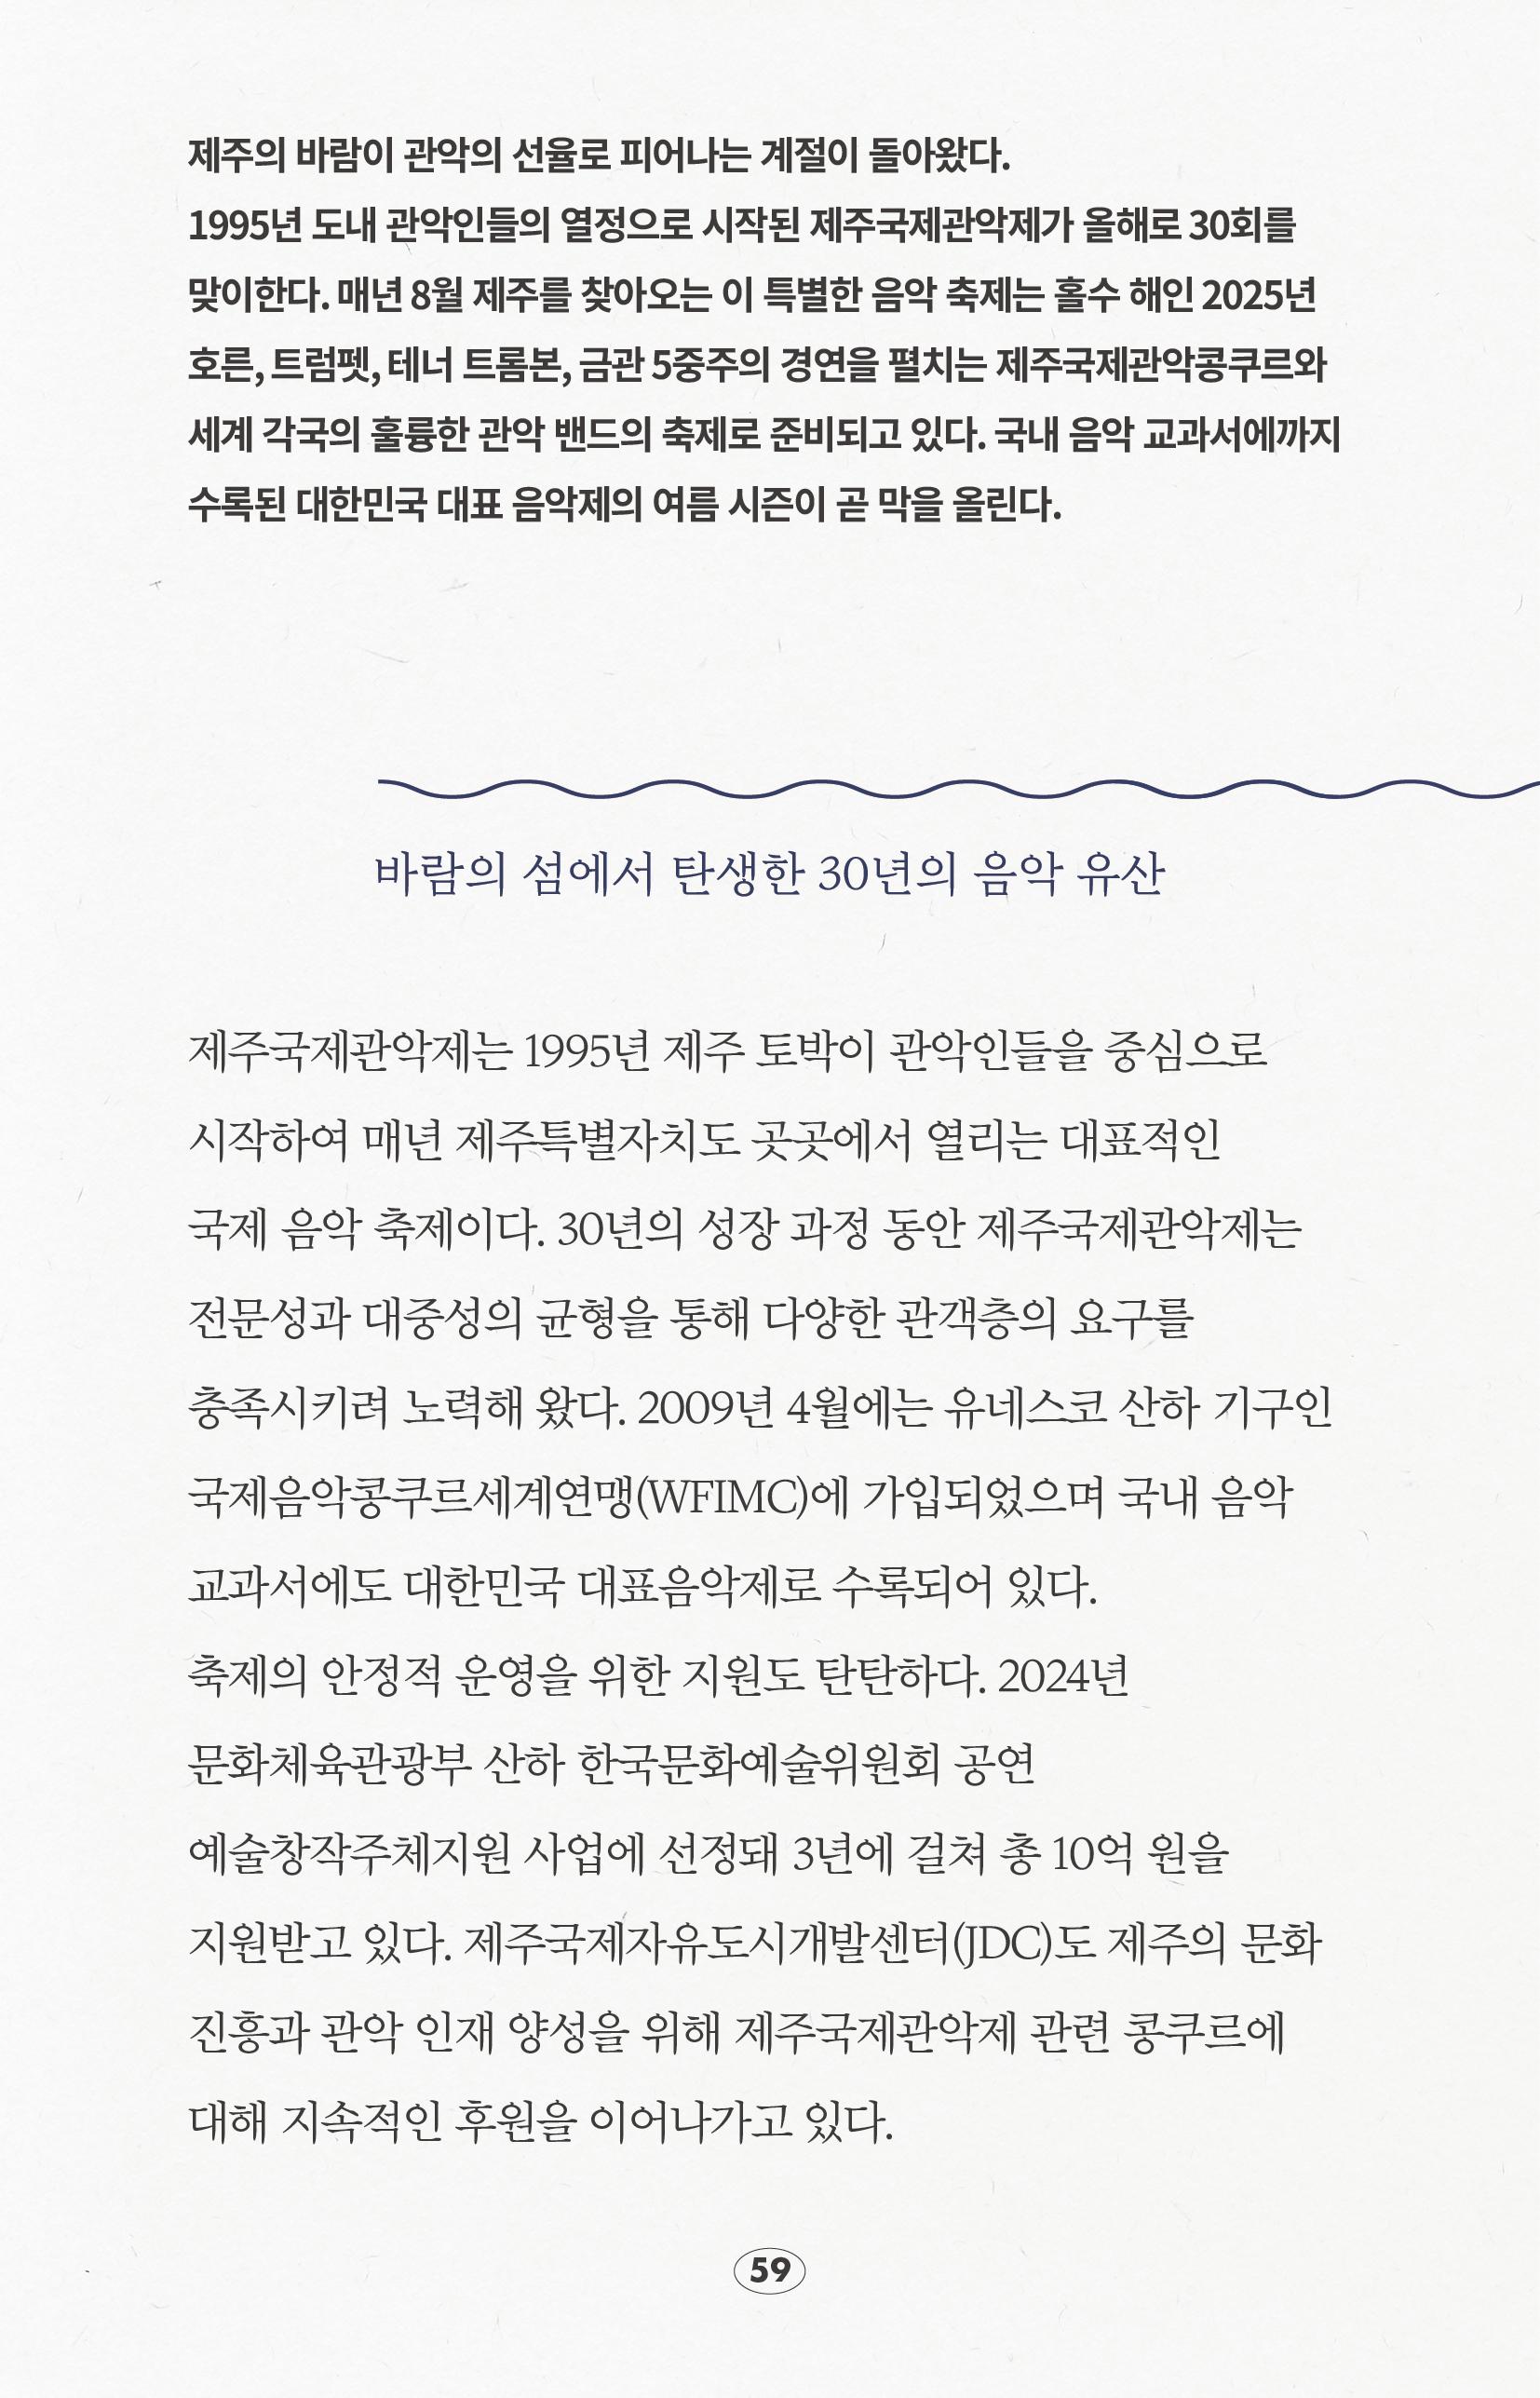 제주의 바람이 관악의 선율로 피어나는 계절이 돌아왔다.
1995년 도내 관악인들의 열정으로 시작된 제주국제관악제가 올해로 30회를
맞이한다. 매년 8월 제주를 찾아오는 이 특별한 음악 축제는 홀수 해인 2025년
호른, 트럼펫, 테너 트롬본, 금관 5중주의 경연을 펼치는 제주국제관악콩쿠르와
세계 각국의 훌륭한 관악 밴드의 축제로 준비되고 있다. 국내 음악 교과서에까지
수록된 대한민국 대표 음악제의 여름 시즌이 곧 막을 올린다.
바람의 섬에서 탄생한 30년의 음악 유산
제주국제관악제는 1995년 제주 토박이 관악인들을 중심으로
시작하여 매년 제주특별자치도 곳곳에서 열리는 대표적인
국제 음악 축제이다. 30년의 성장 과정 동안 제주국제관악제는
전문성과 대중성의 균형을 통해 다양한 관객층의 요구를
충족시키려 노력해 왔다. 2009년 4월에는 유네스코 산하 기구인
국제음악콩쿠르세계연맹(WFIMC)에 가입되었으며 국내 음악
교과서에도 대한민국 대표음악제로 수록되어 있다.
축제의 안정적 운영을 위한 지원도 탄탄하다. 2024년
문화체육관광부 산하 한국문화예술위원회 공연
예술창작주체지원 사업에 선정돼 3년에 걸쳐 총 10억 원을
지원받고 있다. 제주국제자유도시개발센터(JDC)도 제주의 문화
진흥과 관악 인재 양성을 위해 제주국제관악제 관련 콩쿠르에
대해 지속적인 후원을 이어나가고 있다.
59